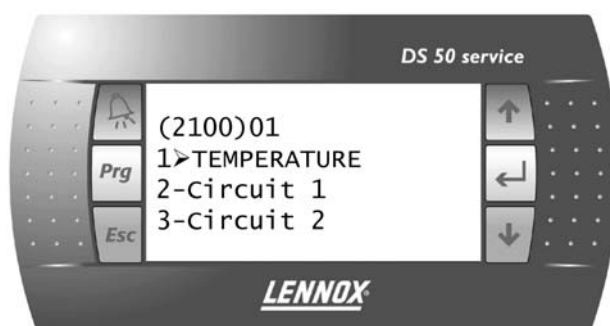 DS 50 service
(2100)01
1➢TEMPERATURE
Prg
2-Circuit 1
3-Circuit 2
Esc
LENNOX